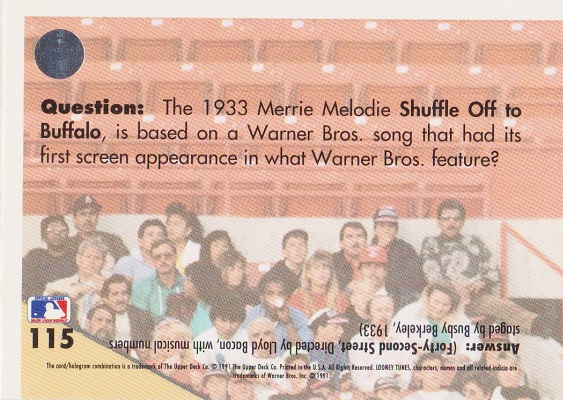 Question: The 1933 Merrie Melodie Shuffle Off to
Buffalo, is based on a Warner Bros. song that had its
first screen appearance in what Warner Bros. feature?
115
Answer: (Forty-Second Street, Directed by Lloyd Bacon, with musical numbers
staged by Busby Berkeley, 1933)
The card/hologram combination is a trademark of The Upper Deck Co. © 1991 The Upper Deck Co. Printed in the U.S.A. All Rights Reserved. LOONEY TUNES, characters, names and all related indicia are
trademarks of Warner Bros. Inc. © 1991